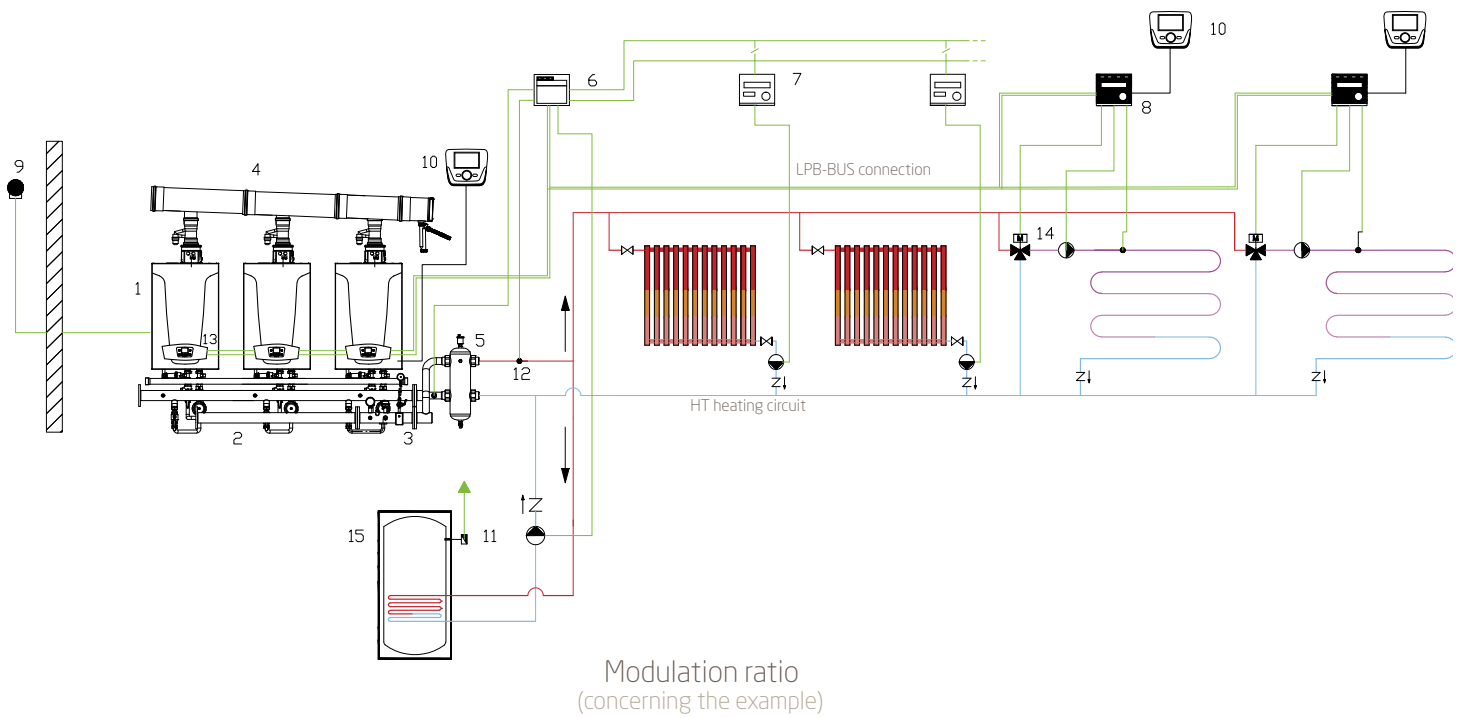 10
6
7
8
9
4
10
LPB-BUS connection
M
14
M
1
13
5
12
HT heating circuit
2
3
15
11
Modulation ratio
(concerning the example)